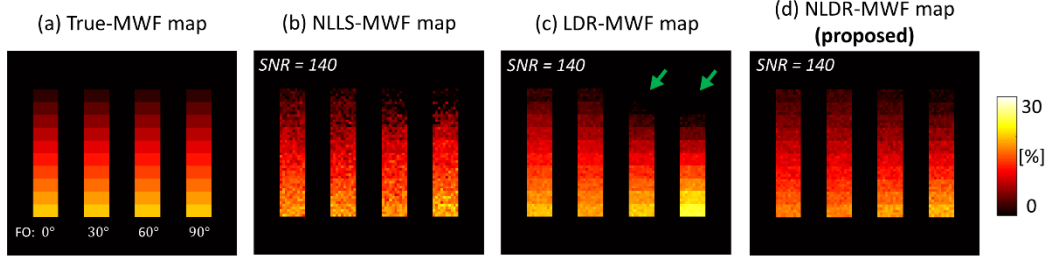 (a) True-MWF map
(b) NLLS-MWF map
(c) LDR-MWF map
(d) NLDR-MWF map
(proposed)
SNR = 140
SNR = 140
SNR = 140
30
[%]
0
FO: 0° 30° 60° 90°